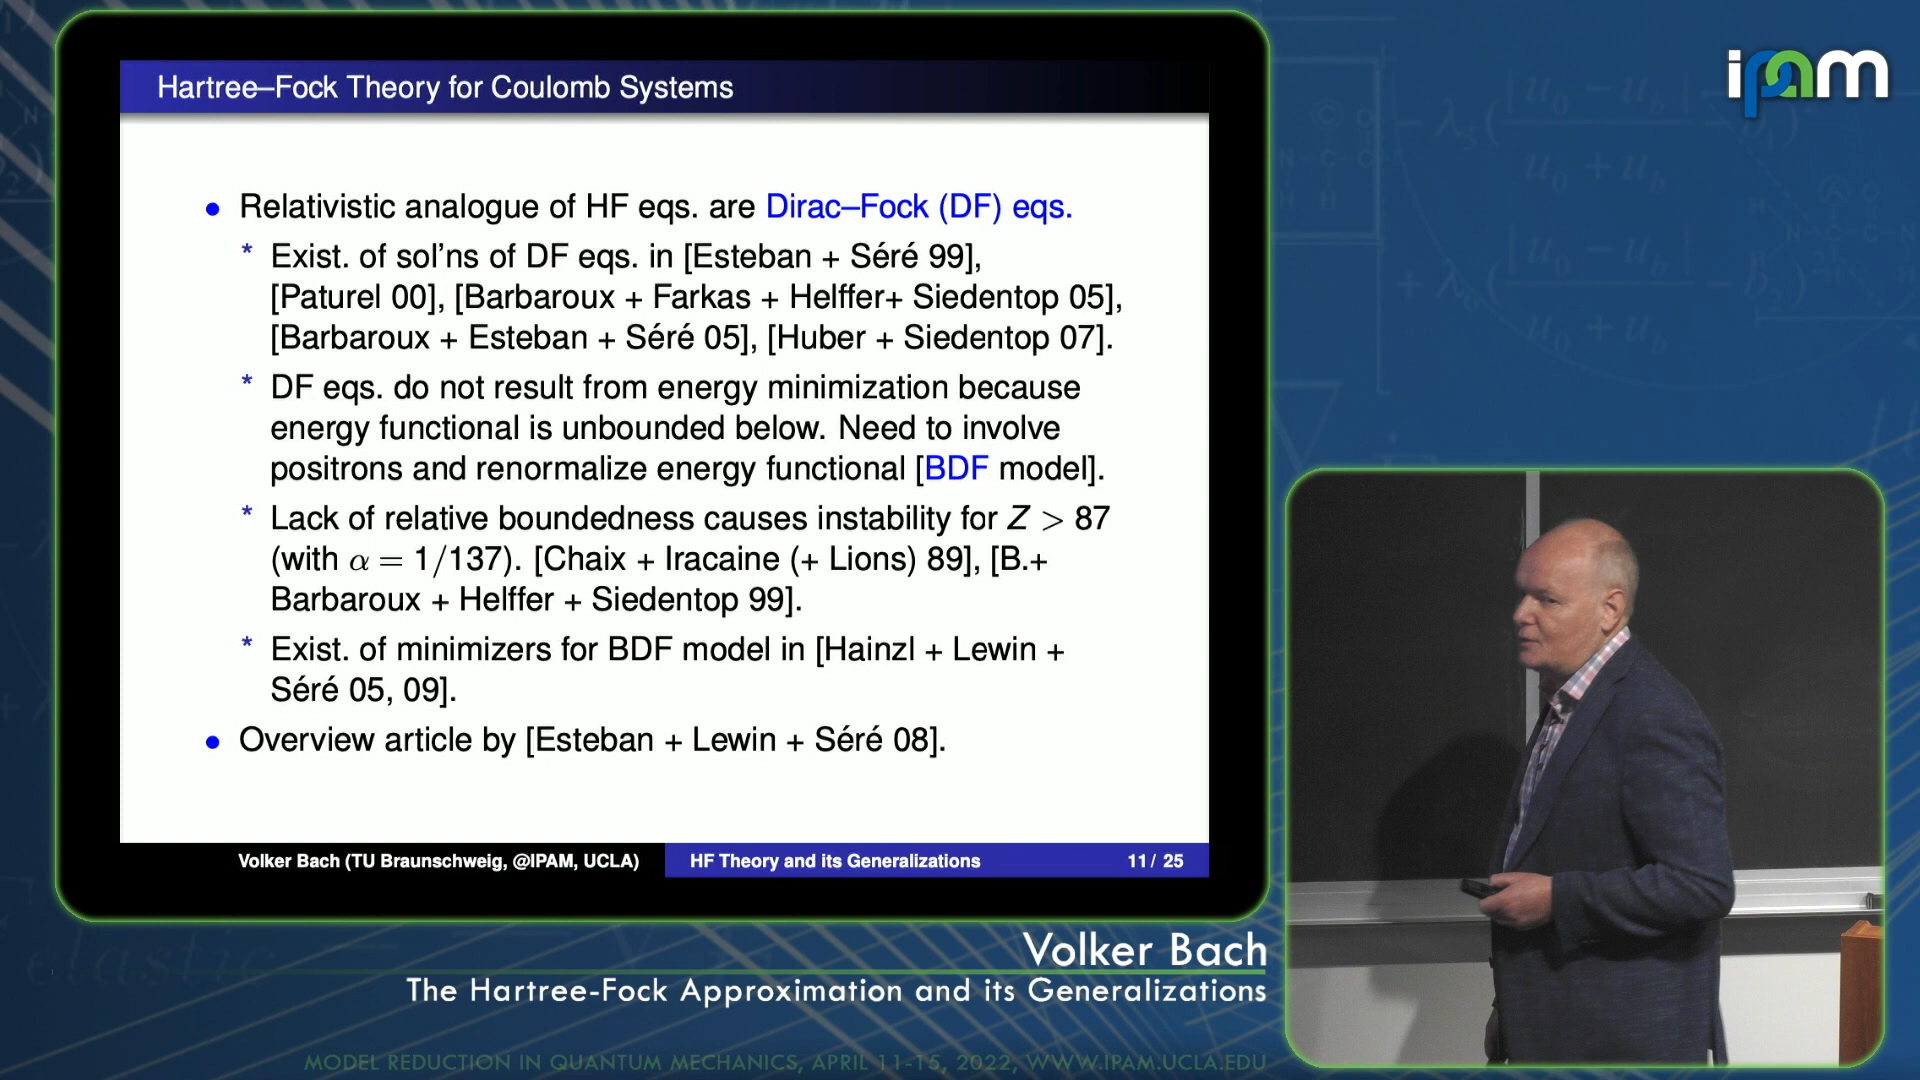 Hartree–Fock Theory for Coulomb Systems
• Relativistic analogue of HF eqs. are Dirac–Fock (DF) eqs.
* Exist. of sol'ns of DF eqs. in [Esteban + Séré 99],
[Paturel 00], [Barbaroux + Farkas + Helffer+ Siedentop 05],
[Barbaroux + Esteban + Séré 05], [Huber + Siedentop 07].
* DF eqs. do not result from energy minimization because
energy functional is unbounded below. Need to involve
positrons and renormalize energy functional [BDF model].
* Lack of relative boundedness causes instability for Z > 87
(with α = 1/137). [Chaix + Iracaine (+ Lions) 89], [B.+
Barbaroux + Helffer + Siedentop 99].
* Exist. of minimizers for BDF model in [Hainzl + Lewin +
Séré 05, 09].
• Overview article by [Esteban + Lewin + Séré 08].
Volker Bach (TU Braunschweig, @IPAM, UCLA) HF Theory and its Generalizations 11 / 25
ipam
Volker Bach
The Hartree-Fock Approximation and its Generalizations
MODEL REDUCTION IN QUANTUM MECHANICS, APRIL 11-15, 2022, WWW.IPAM.UCLA.EDU
elastic